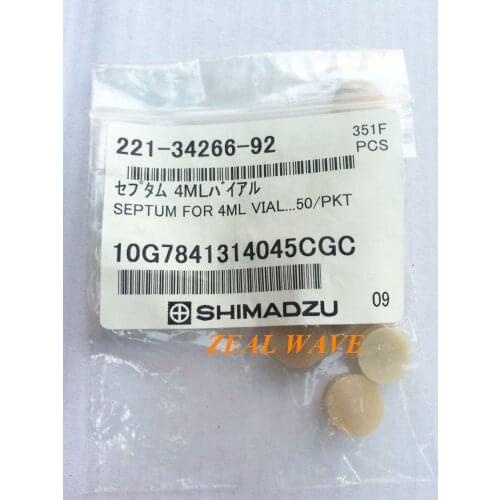 221-34266-92
351F
PCS
ｾﾌﾟﾀﾑ 4MLﾊﾞｲｱﾙ
SEPTUM FOR 4ML VIAL...50/PKT
10G7841314045CGC
SHIMADZU
09
ZEAL WAVE